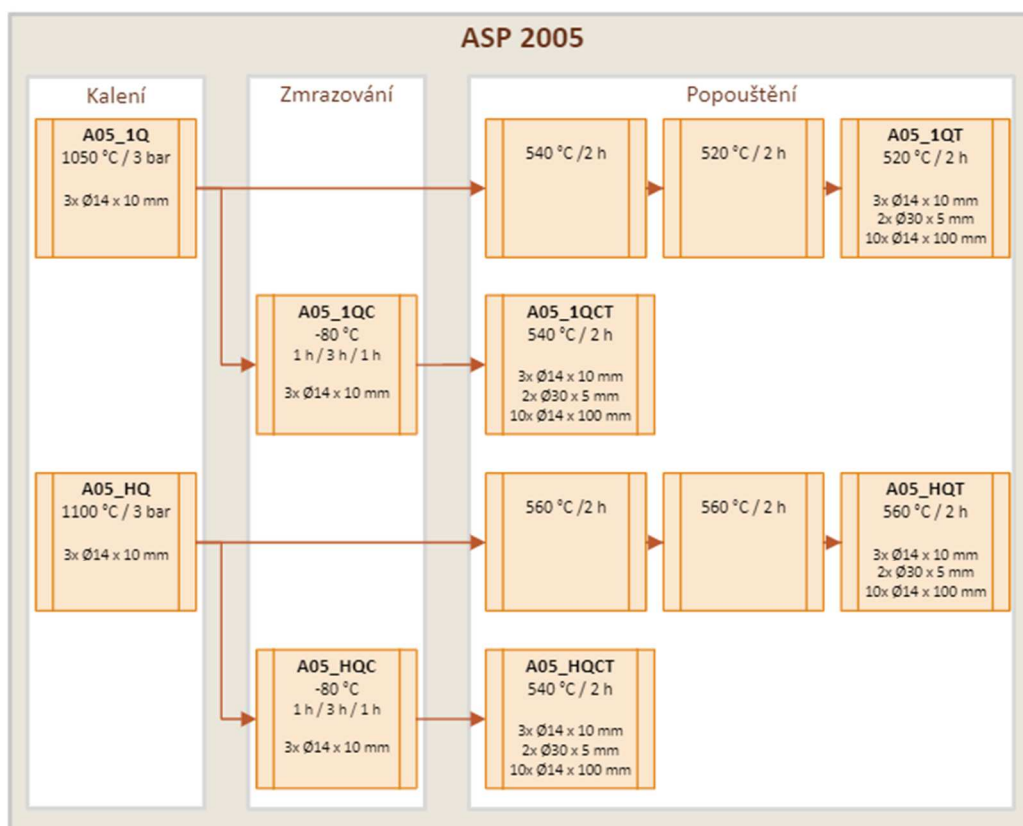 ASP 2005
Kalení
Zmrazování
Popouštění
A05_1Q
1050 °C / 3 bar
3x Ø14 x 10 mm
540 °C /2 h
520 °C / 2 h
A05_1QT
520 °C / 2 h
3x Ø14 x 10 mm
2x Ø30 x 5 mm
10x Ø14 x 100 mm
A05_1QC
-80 °C
1 h / 3 h / 1 h
3x Ø14 x 10 mm
A05_1QCT
540 °C / 2 h
3x Ø14 x 10 mm
2x Ø30 x 5 mm
10x Ø14 x 100 mm
A05_HQ
1100 °C / 3 bar
3x Ø14 x 10 mm
560 °C /2 h
560 °C / 2 h
A05_HQT
560 °C / 2 h
3x Ø14 x 10 mm
2x Ø30 x 5 mm
10x Ø14 x 100 mm
A05_HQC
-80 °C
1 h / 3 h / 1 h
3x Ø14 x 10 mm
A05_HQCT
540 °C / 2 h
3x Ø14 x 10 mm
2x Ø30 x 5 mm
10x Ø14 x 100 mm